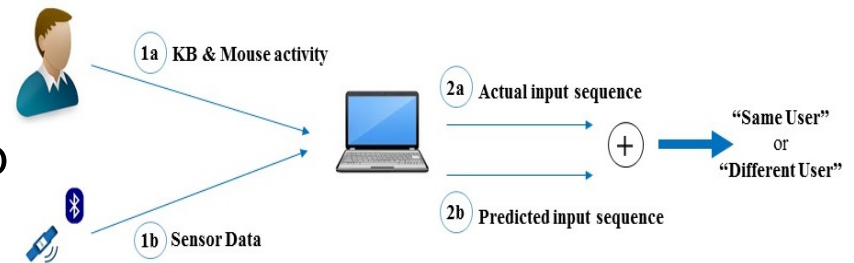 1a KB & Mouse activity
1b Sensor Data
2a Actual input sequence
2b Predicted input sequence
+
“Same User”
or
“Different User”